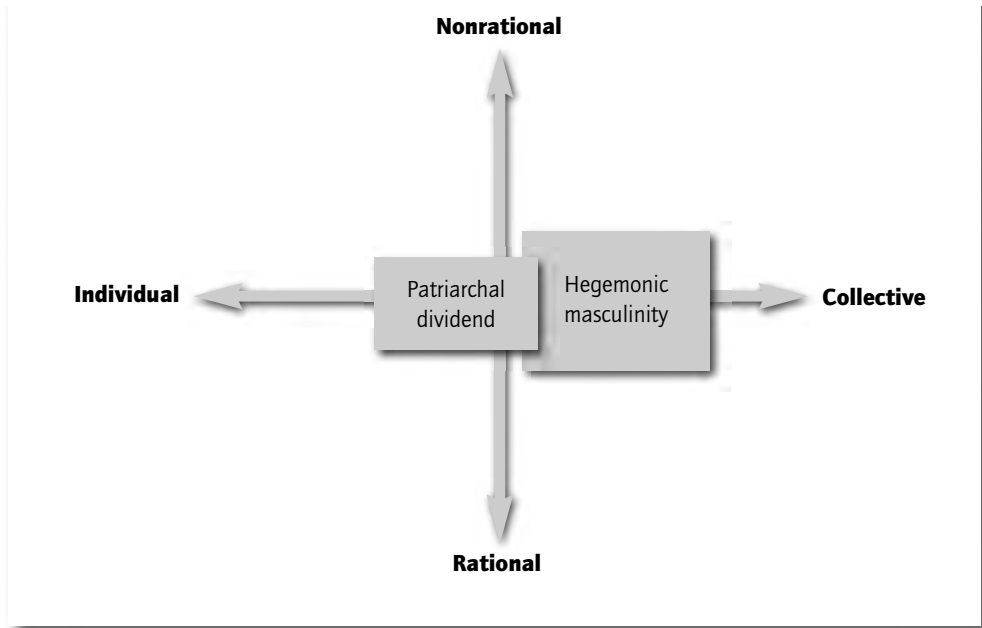 Nonrational
Individual
Patriarchal
dividend
Hegemonic
masculinity
Collective
Rational